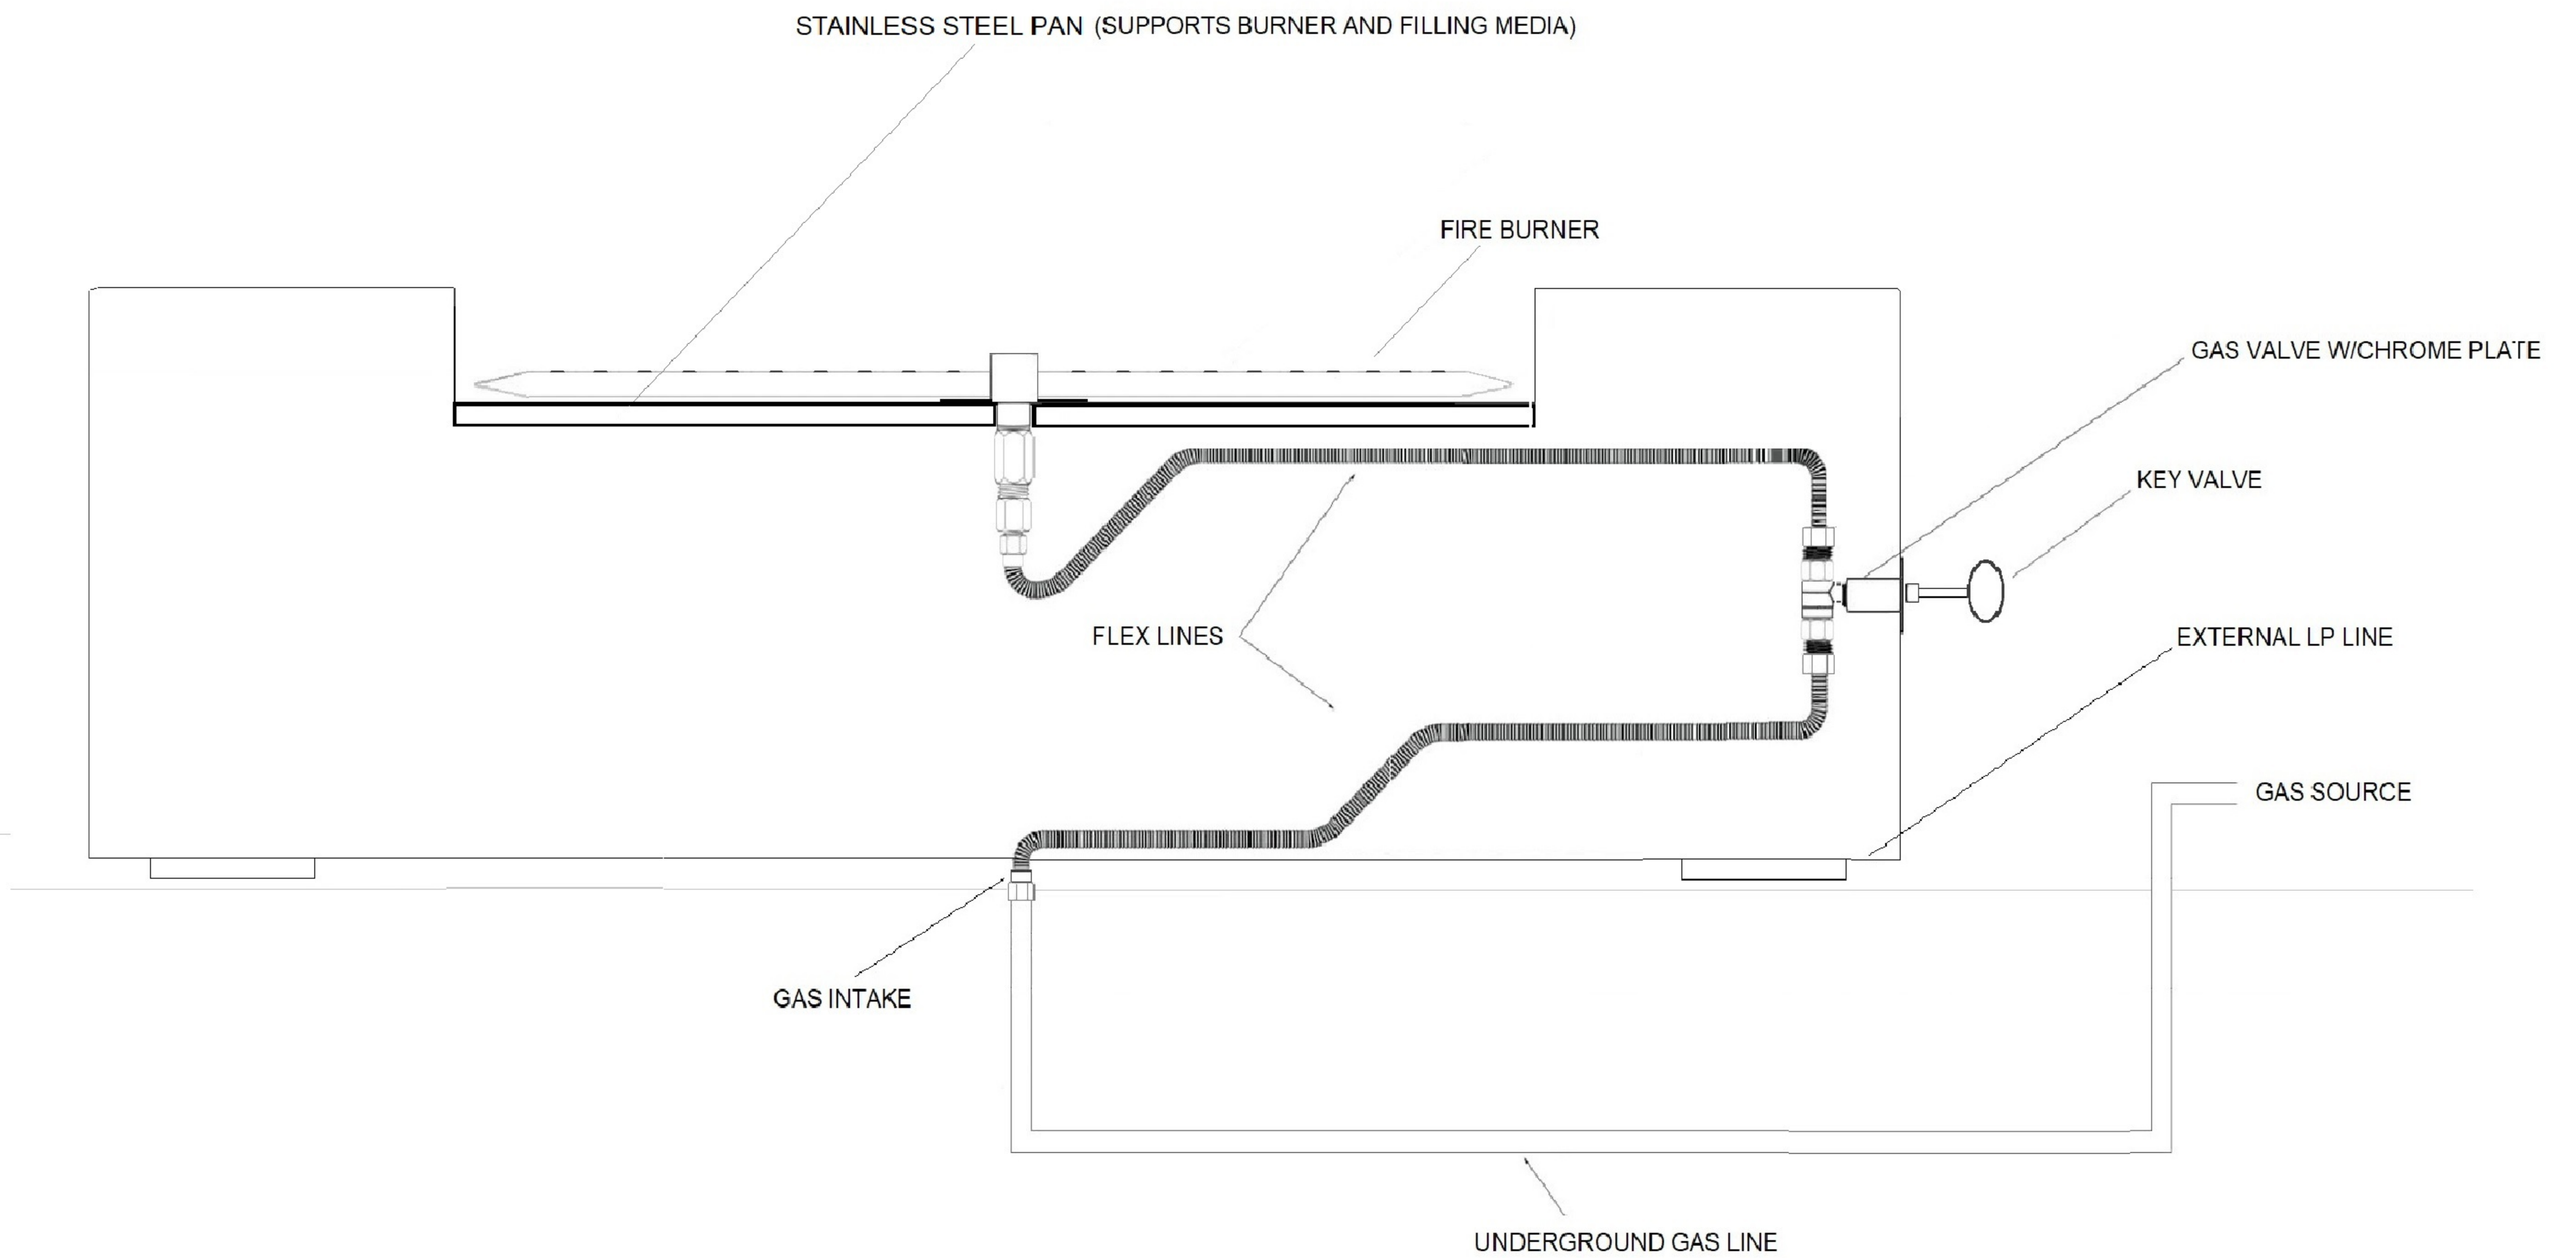 STAINLESS STEEL PAN (SUPPORTS BURNER AND FILLING MEDIA)
FIRE BURNER
GAS VALVE W/CHROME PLATE
KEY VALVE
FLEX LINES
EXTERNAL LP LINE
GAS SOURCE
GAS INTAKE
UNDERGROUND GAS LINE